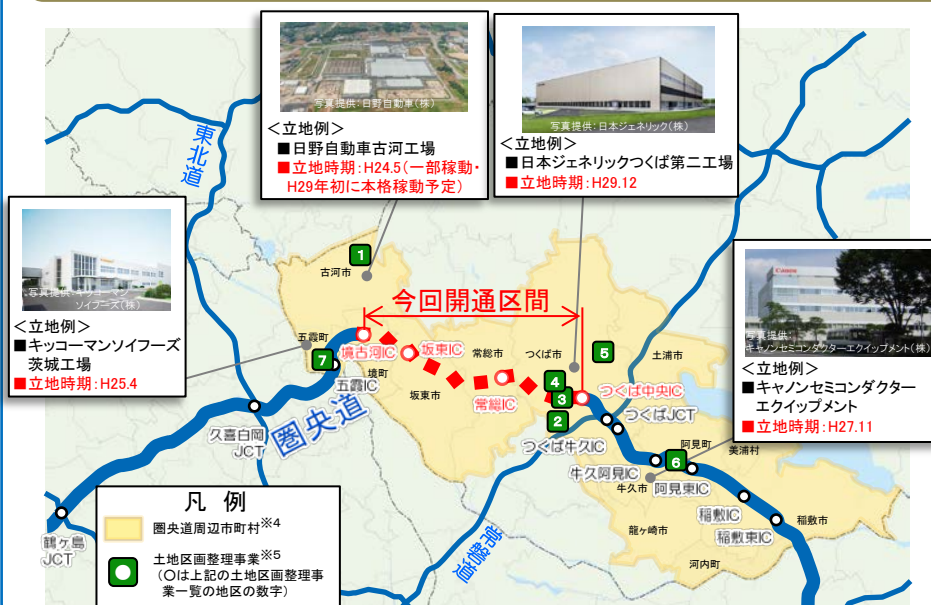 写真提供：日野自動車（株）
＜立地例＞
■日野自動車古河工場
■立地時期：H24.5（一部稼動・
H29年初に本格稼動予定）
写真提供：日本ジェネリック（株）
＜立地例＞
■日本ジェネリックつくば第二工場
■立地時期：H29.12
ソイフーズ（株）
＜立地例＞
■キッコーマンソイフーズ
茨城工場
■立地時期：H25.4
Canon
写真提供：
キヤノンセミコンダクターエクイップメント（株）
＜立地例＞
■キャノンセミコンダクター
エクイップメント
■立地時期：H27.11
東北道
1
古河市
今回開通区間
五霞町
7
境古河IC
坂東IC
境町
五霞IC
坂東市
常総市
常総IC
つくば市
5
土浦市
4
3
2
つくば中央IC
つくばJCT
つくば牛久IC
圏央道
久喜白岡
JCT
鶴ヶ島
JCT
常磐道
阿見町
美浦村
6
牛久阿見IC
牛久市
阿見東IC
稲敷IC
稲敷市
稲敷東IC
龍ヶ崎市
河内町
凡 例
圏央道周辺市町村※4
土地区画整理事業※5
（○は上記の土地区画整理事
業一覧の地区の数字）